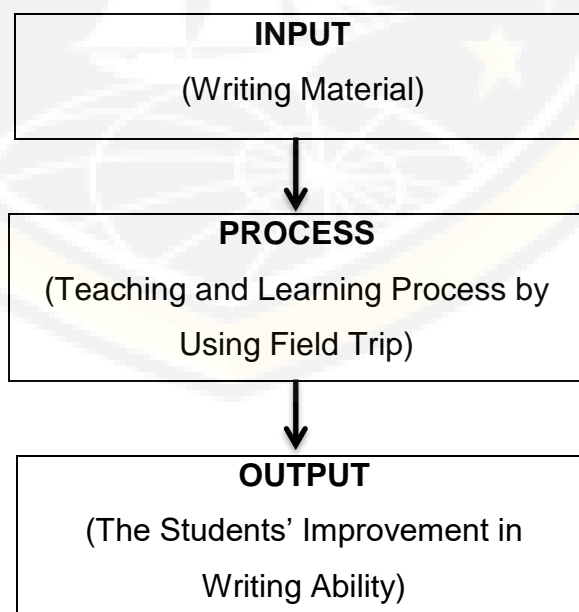 INPUT
(Writing Material)
PROCESS
(Teaching and Learning Process by
Using Field Trip)
OUTPUT
(The Students’ Improvement in
Writing Ability)